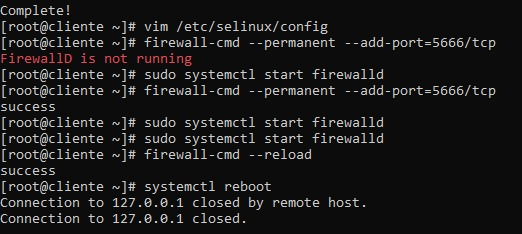 Complete!
[root@cliente ~]# vim /etc/selinux/config
[root@cliente ~]# firewall-cmd --permanent --add-port=5666/tcp
FirewallD is not running
[root@cliente ~]# sudo systemctl start firewalld
[root@cliente ~]# firewall-cmd --permanent --add-port=5666/tcp
success
[root@cliente ~]# sudo systemctl start firewalld
[root@cliente ~]# sudo systemctl start firewalld
[root@cliente ~]# firewall-cmd --reload
success
[root@cliente ~]# systemctl reboot
Connection to 127.0.0.1 closed by remote host.
Connection to 127.0.0.1 closed.